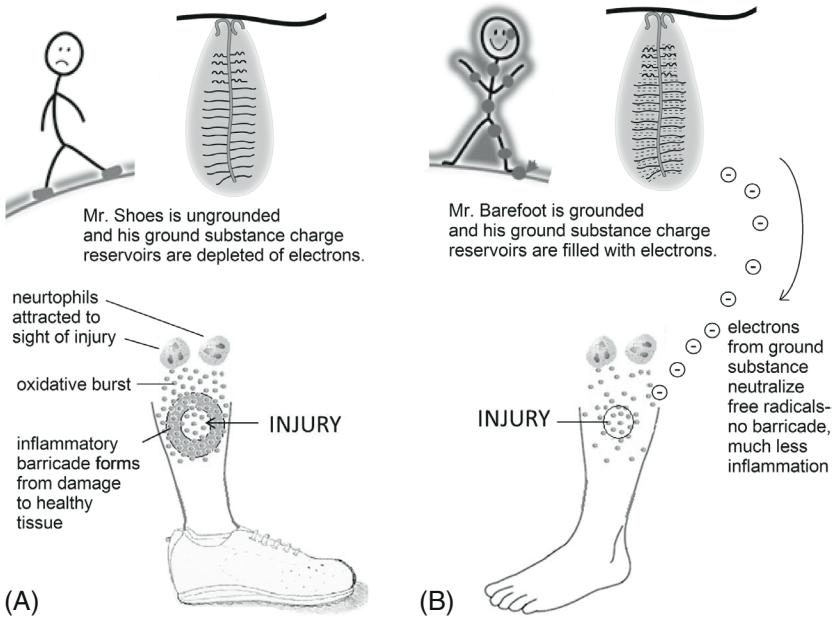 Mr. Shoes is ungrounded
and his ground substance charge
reservoirs are depleted of electrons.
neurtophils
attracted to
sight of injury
oxidative burst
INJURY
inflammatory
barricade forms
from damage
to healthy
tissue
(A)
Mr. Barefoot is grounded
and his ground substance charge
reservoirs are filled with electrons.
electrons
from ground
substance
neutralize
free radicals-
no barricade,
much less
inflammation
INJURY
(B)